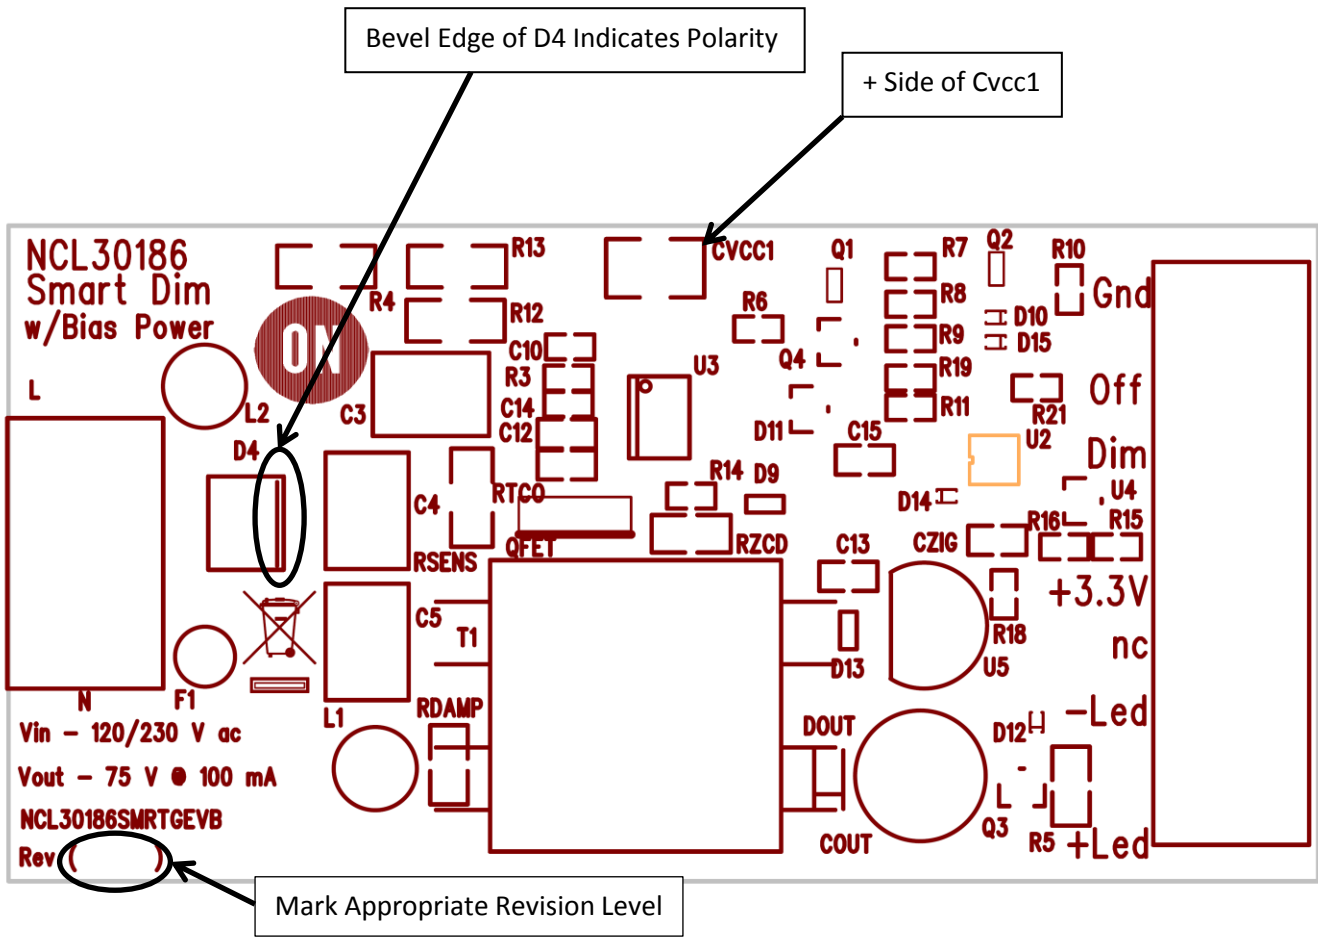 Bevel Edge of D4 Indicates Polarity
+ Side of Cvcc1
NCL30186
Smart Dim
w/Bias Power
ON
R4
R13
R12
CVCC1
R6
Q1
Q4
R7
R8
R9
R19
R11
Q2
D10
D15
R10
Gnd
L
L2
C3
C10
R3
C14
C12
U3
D11
C15
R21
Off
U2
Dim
D4
C4
RTCO
R14
D9
D14
U4
RSENS
QFET
RZCD
C13
CZIG
R16
R15
+3.3V
C5
T1
D13
U5
R18
nc
N
F1
L1
RDAMP
DOUT
D12
-Led
Vin - 120/230 V ac
Vout - 75 V @ 100 mA
NCL30186SMRTGEVB
Rev ( )
COUT
Q3
R5
+Led
Mark Appropriate Revision Level